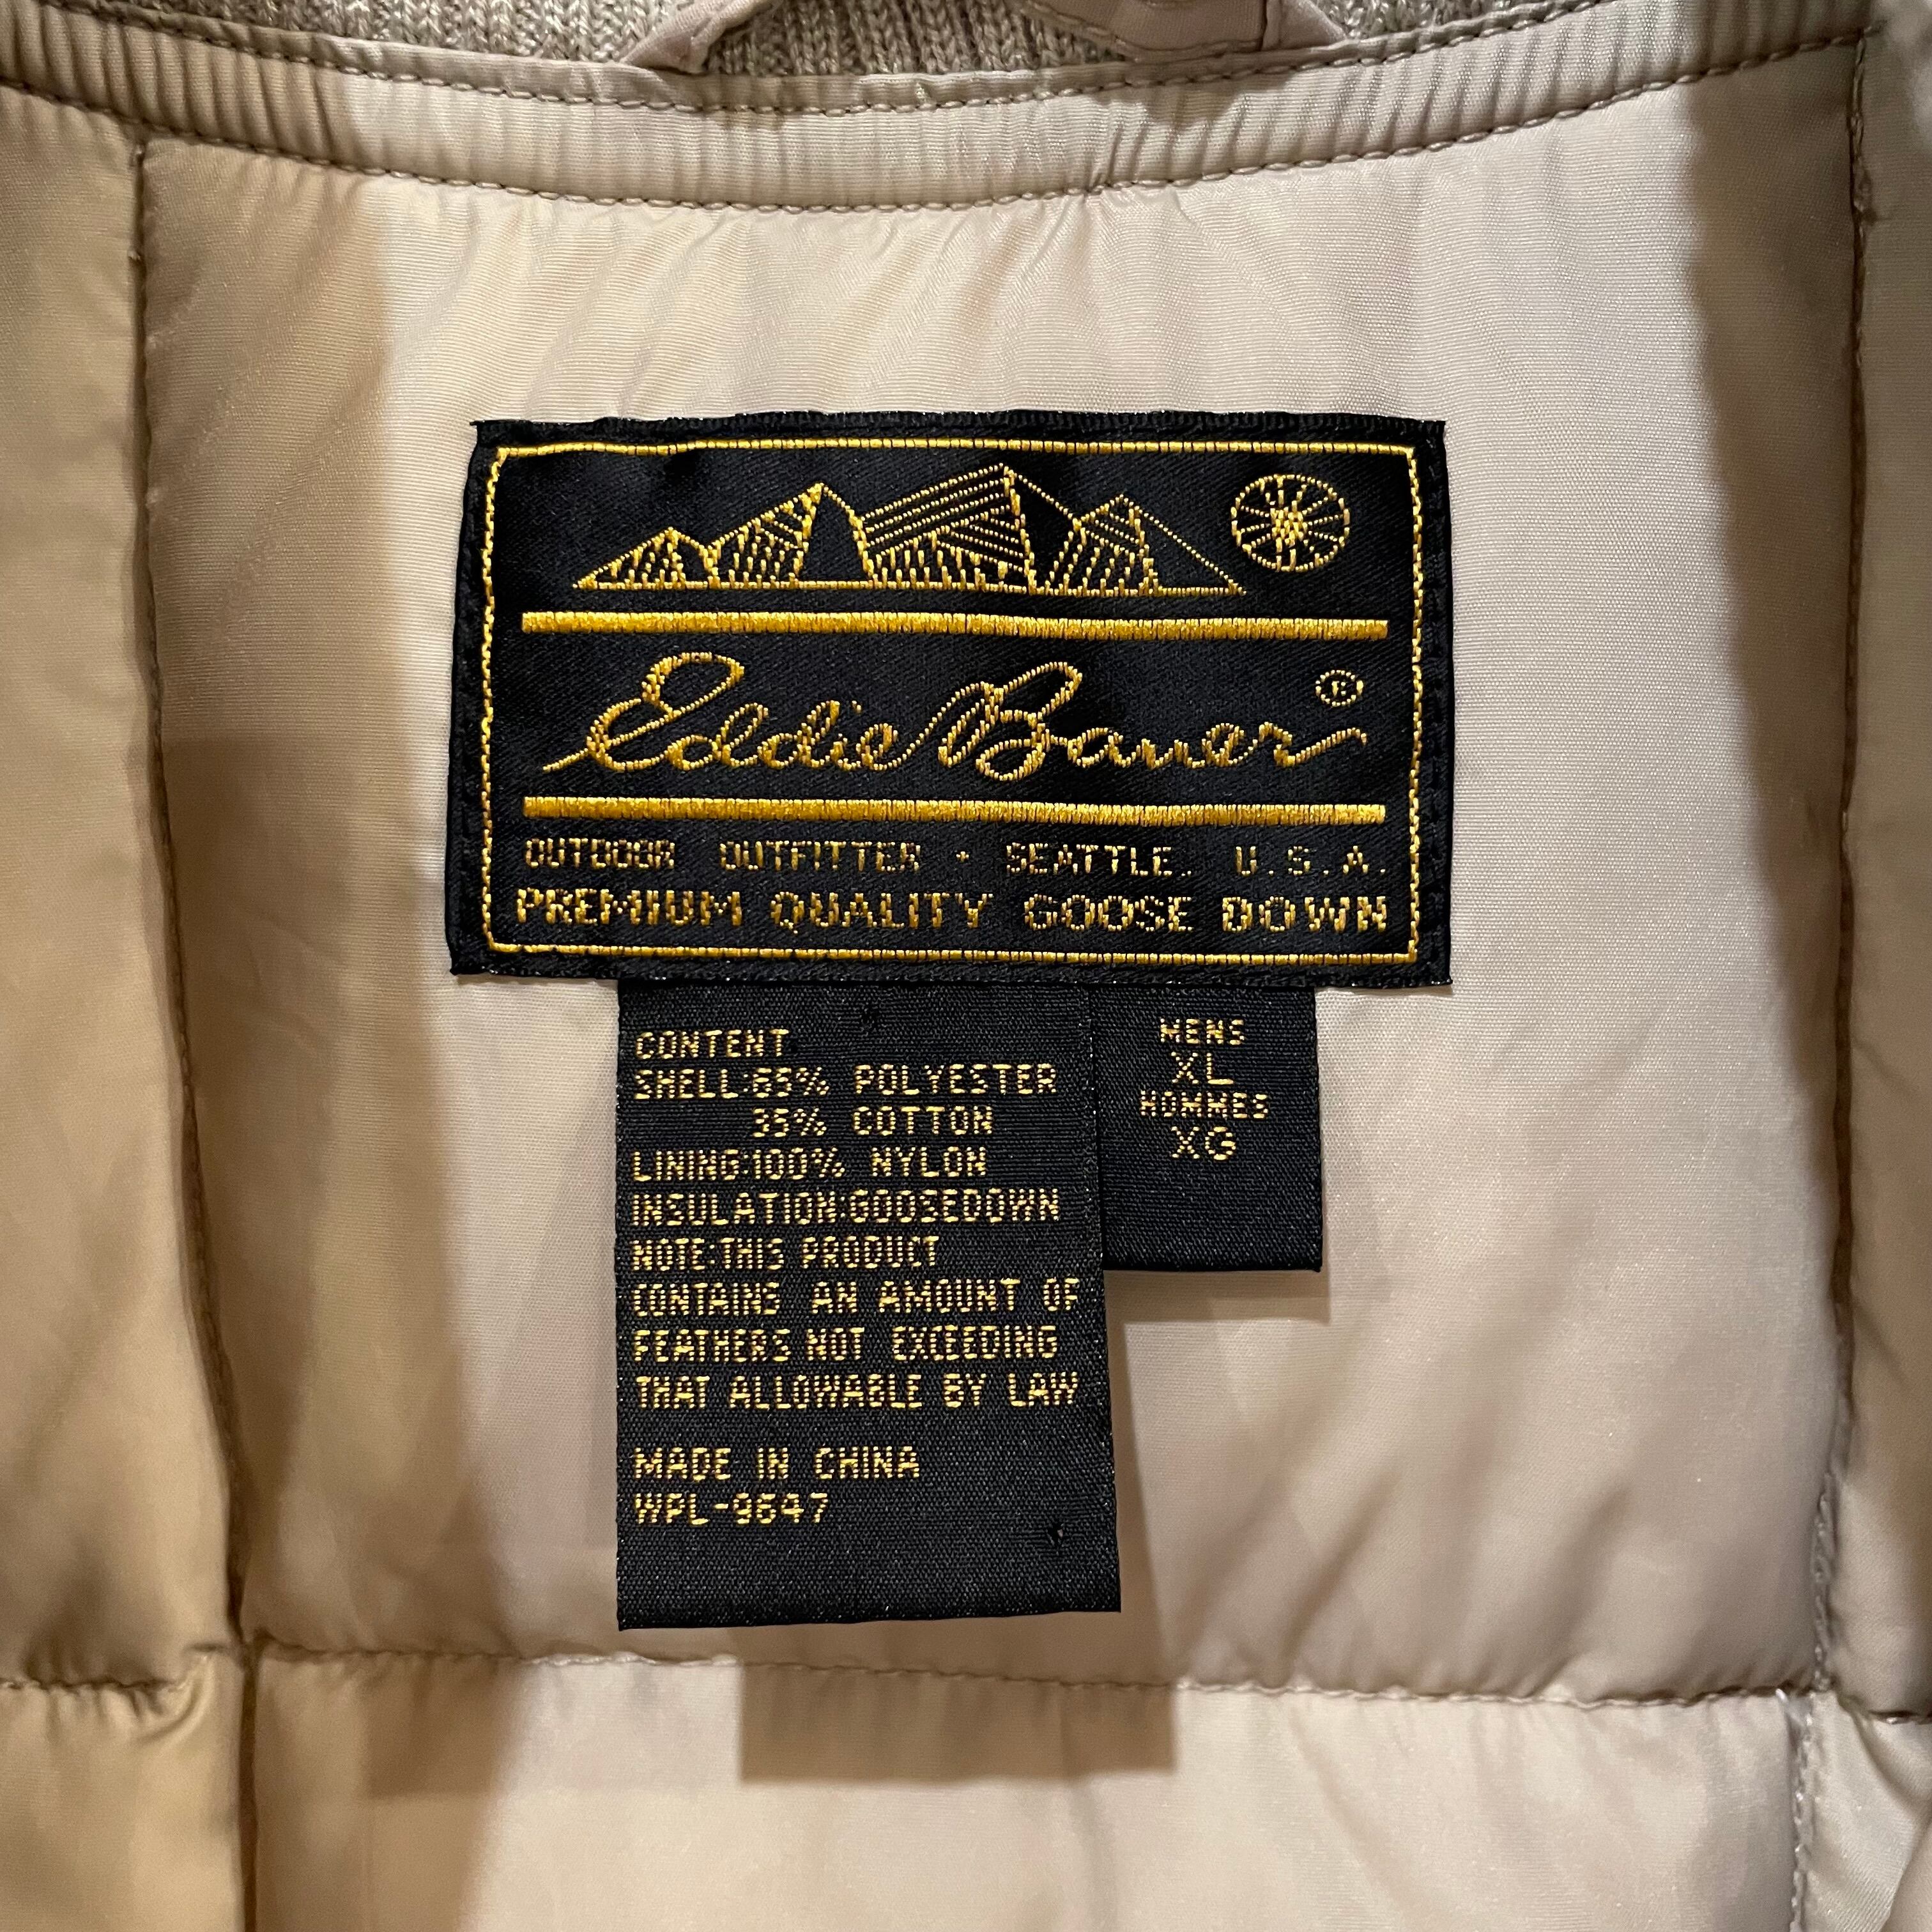 Eddie Bauer ®
OUTDOOR OUTFITTER • SEATTLE, U.S.A.
PREMIUM QUALITY GOOSE DOWN
CONTENT
SHELL:65% POLYESTER
35% COTTON
LINING:100% NYLON
INSULATION:GOOSEDOWN
NOTE:THIS PRODUCT
CONTAINS AN AMOUNT OF
FEATHERS NOT EXCEEDING
THAT ALLOWABLE BY LAW
MADE IN CHINA
WPL-9647
MENS
XL
HOMMES
XG